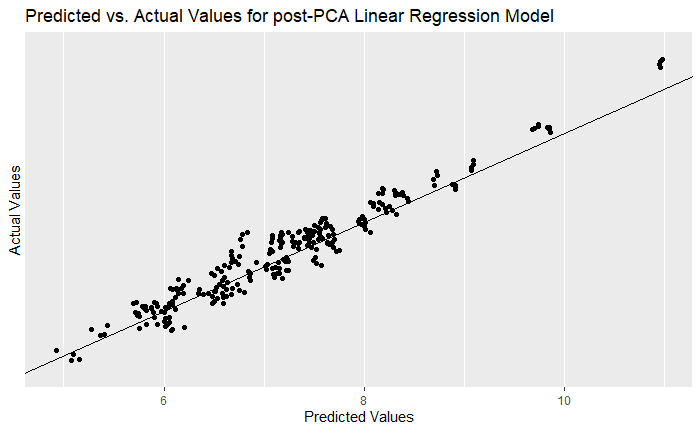 Predicted vs. Actual Values for post-PCA Linear Regression Model
Actual Values
6 8 10
Predicted Values